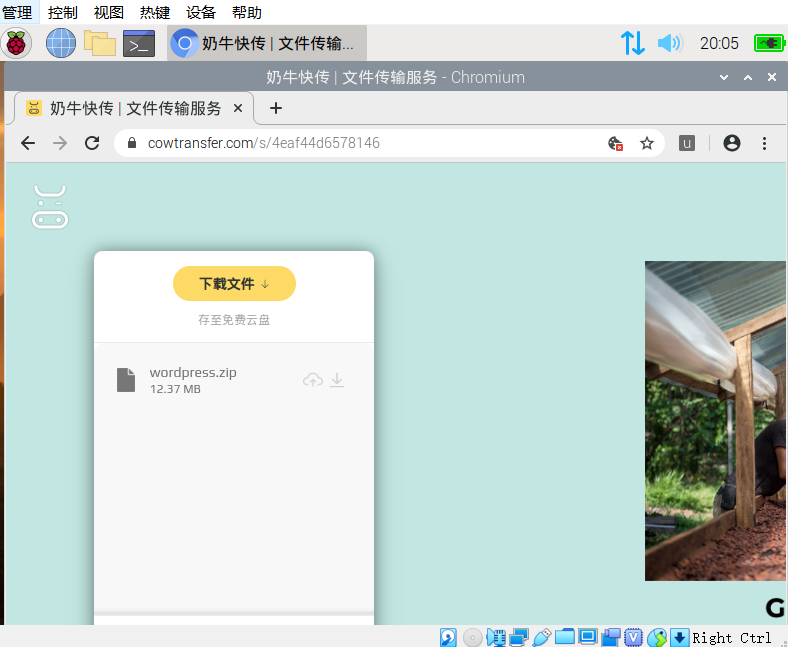 管理 控制 视图 热键 设备 帮助
奶牛快传 | 文件传输... 20:05
奶牛快传 | 文件传输服务 - Chromium
奶牛快传 | 文件传输服务
cowtransfer.com/s/4eaf44d6578146
下载文件 ↓
存至免费云盘
wordpress.zip
12.37 MB
G
Right Ctrl